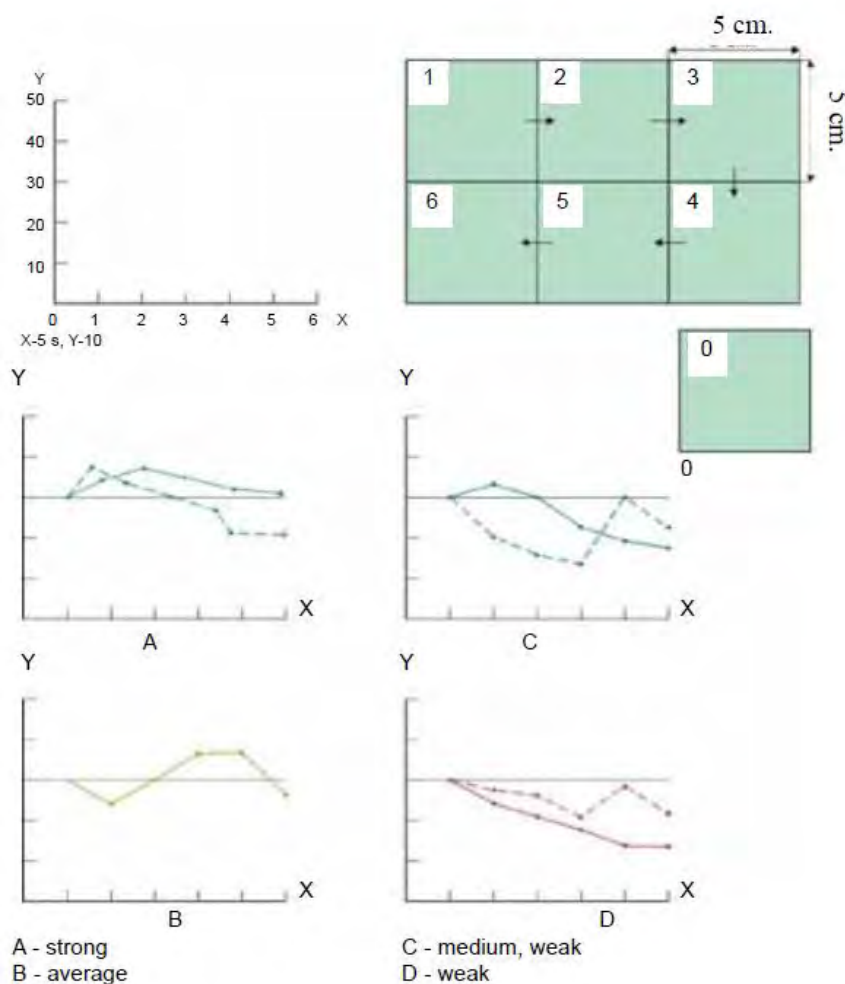 5 cm.
5 cm.
Y
50
40
30
20
10
0 1 2 3 4 5 6 X
X-5 s, Y-10
1 2 3
6 5 4
0
0
Y
X
A
Y
X
C
Y
X
B
Y
X
D
A - strong
B - average
C - medium, weak
D - weak